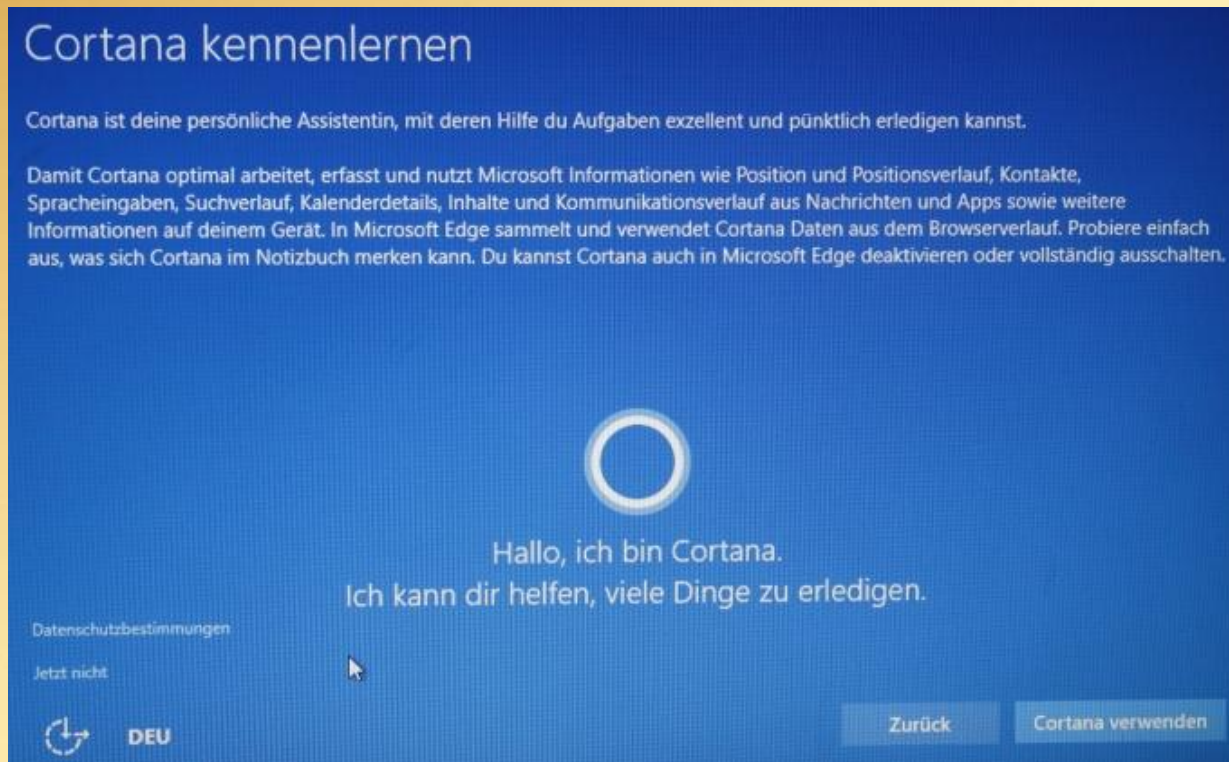 Cortana kennenlernen
Cortana ist deine persönliche Assistentin, mit deren Hilfe du Aufgaben exzellent und pünktlich erledigen kannst.
Damit Cortana optimal arbeitet, erfasst und nutzt Microsoft Informationen wie Position und Positionsverlauf, Kontakte,
Spracheingaben, Suchverlauf, Kalenderdetails, Inhalte und Kommunikationsverlauf aus Nachrichten und Apps sowie weitere
Informationen auf deinem Gerät. In Microsoft Edge sammelt und verwendet Cortana Daten aus dem Browserverlauf. Probiere einfach
aus, was sich Cortana im Notizbuch merken kann. Du kannst Cortana auch in Microsoft Edge deaktivieren oder vollständig ausschalten.
Hallo, ich bin Cortana.
Ich kann dir helfen, viele Dinge zu erledigen.
Datenschutzbestimmungen
Jetzt nicht
DEU
Zurück
Cortana verwenden